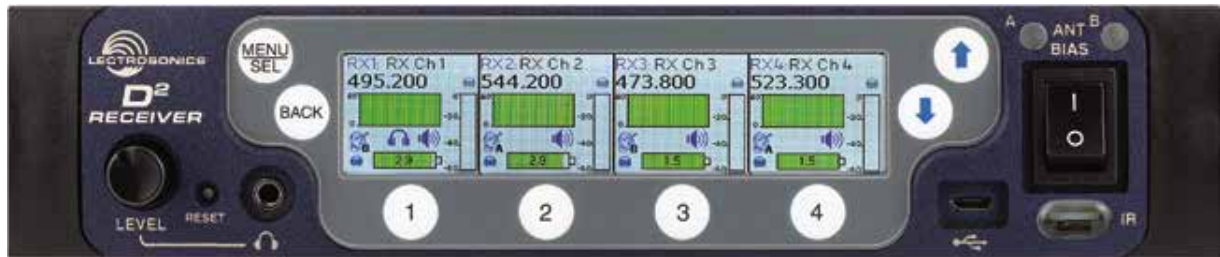 LECTROSONICS
D²
RECEIVER
LEVEL
RESET
MENU/
SEL
BACK
RX1: RX Ch 1
495.200
2.9
RX2: RX Ch 2
544.200
2.9
RX3: RX Ch 3
473.800
1.5
RX4: RX Ch 4
523.300
1.5
1
2
3
4
A
ANT
BIAS
B
I
O
IR